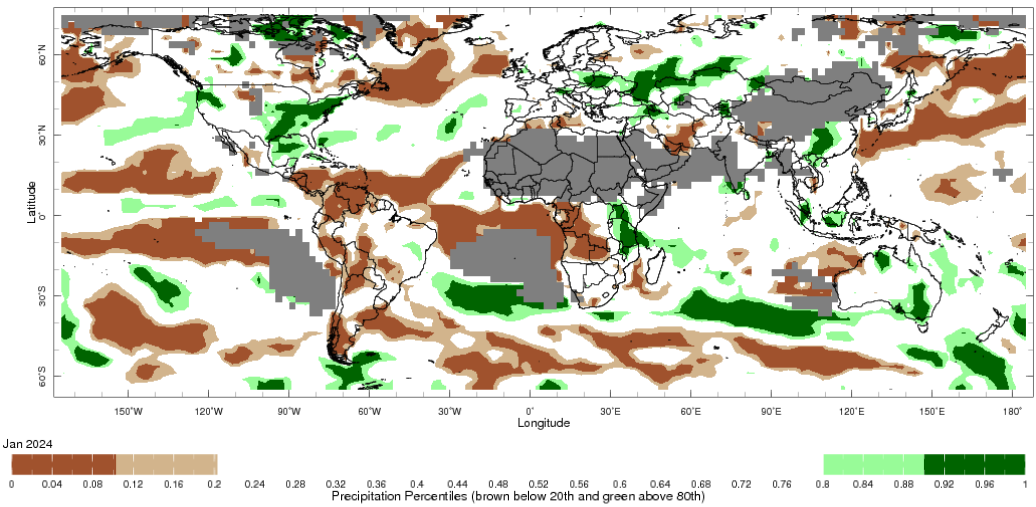 60°N
30°N
0°
30°S
60°S
Latitude
150°W 120°W 90°W 60°W 30°W 0° 30°E 60°E 90°E 120°E 150°E 180°
Longitude
Jan 2024
0 0.04 0.08 0.12 0.16 0.2 0.24 0.28 0.32 0.36 0.4 0.44 0.48 0.52 0.56 0.6 0.64 0.68 0.72 0.76 0.8 0.84 0.88 0.92 0.96 1
Precipitation Percentiles (brown below 20th and green above 80th)